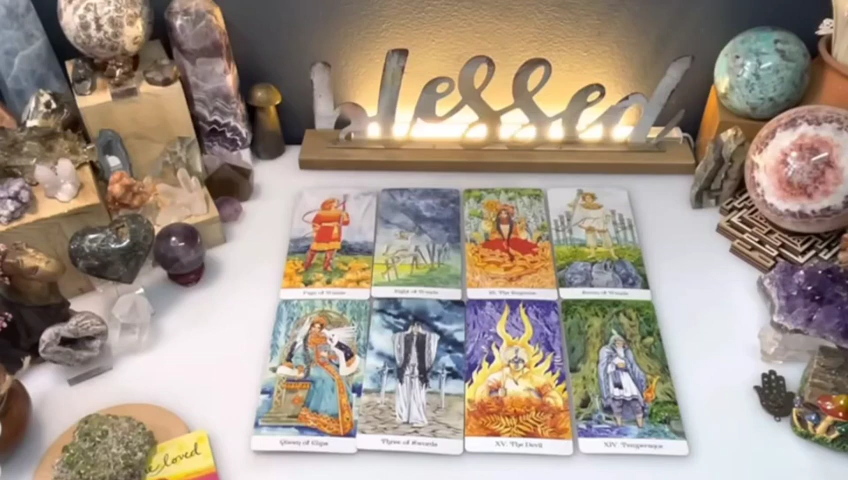 blessed
Page of Wands
Eight of Wands
III. The Empress
Seven of Wands
Queen of Cups
Three of Swords
XV. The Devil
XIV. Temperance
loved